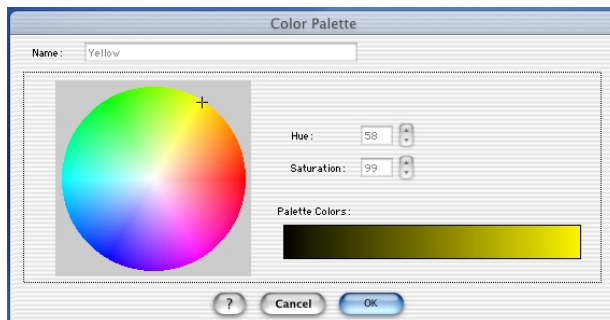 Color Palette
Name: Yellow
Hue: 58
Saturation: 99
Palette Colors:
? Cancel OK